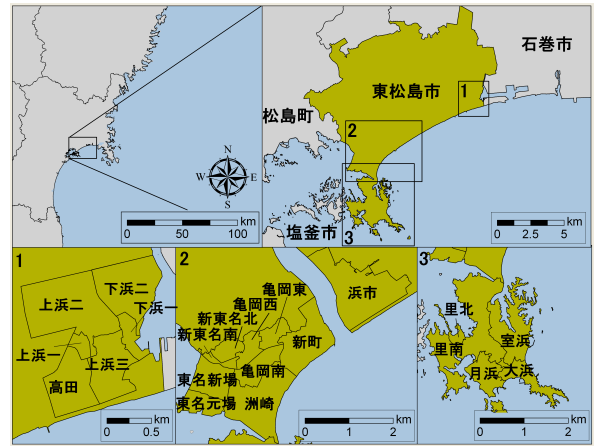 N
W E
S
km
0 50 100
石巻市
東松島市
1
松島町
2
塩釜市
3
km
0 2.5 5
1
下浜二
上浜二
下浜一
上浜一
上浜三
高田
km
0 0.5
2
亀岡東
亀岡西
浜市
新東名北
新東名南
新町
亀岡南
東名新場
東名元場
洲崎
km
0 1 2
3
里北
室浜
里南
月浜
大浜
km
0 1 2